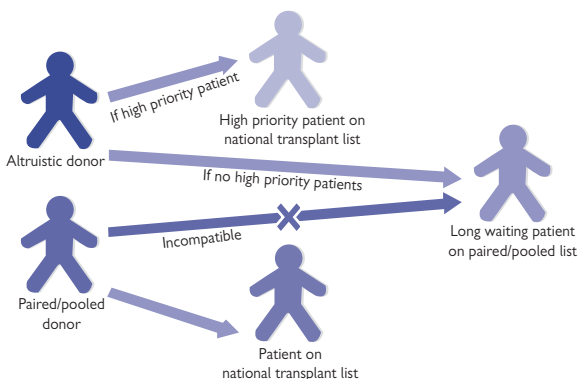 If high priority patient
High priority patient on
national transplant list
Altruistic donor
If no high priority patients
Long waiting patient
on paired/pooled list
Incompatible
Paired/pooled
donor
Patient on
national transplant list